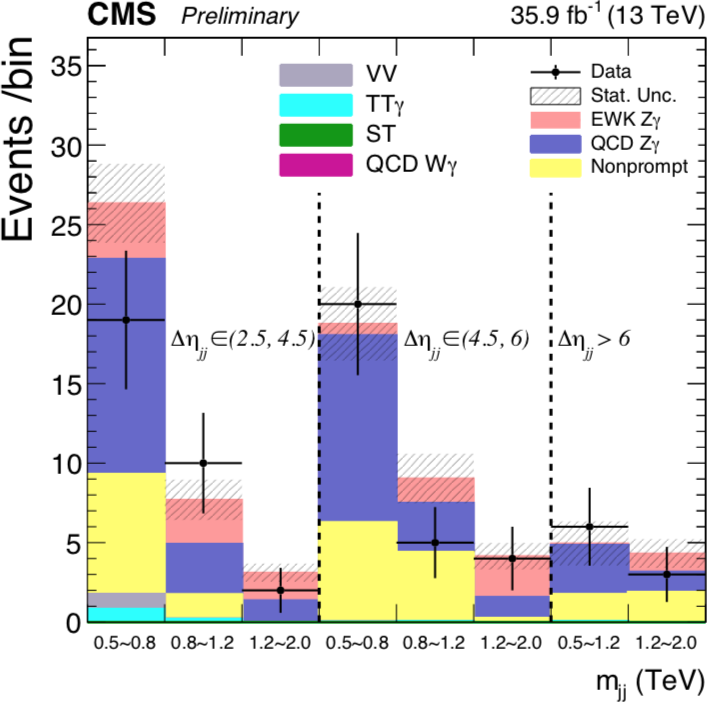 CMS Preliminary 35.9 fb⁻¹ (13 TeV)
Events /bin
35
30
25
20
15
10
5
0
VV
TTγ
ST
QCD Wγ
Data
Stat. Unc.
EWK Zγ
QCD Zγ
Nonprompt
Δηjj∈(2.5, 4.5)
Δηjj∈(4.5, 6)
Δηjj > 6
0.5~0.8 0.8~1.2 1.2~2.0 0.5~0.8 0.8~1.2 1.2~2.0 0.5~1.2 1.2~2.0
mjj (TeV)